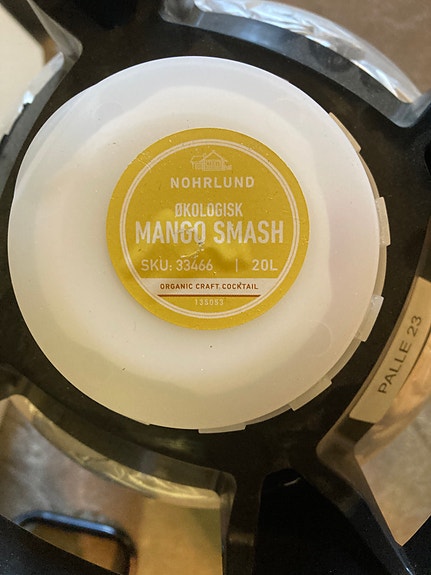 NOHRLUND
ØKOLOGISK
MANGO SMASH
SKU: 33466 | 20L
ORGANIC CRAFT COCKTAIL
135053
PALLE 23